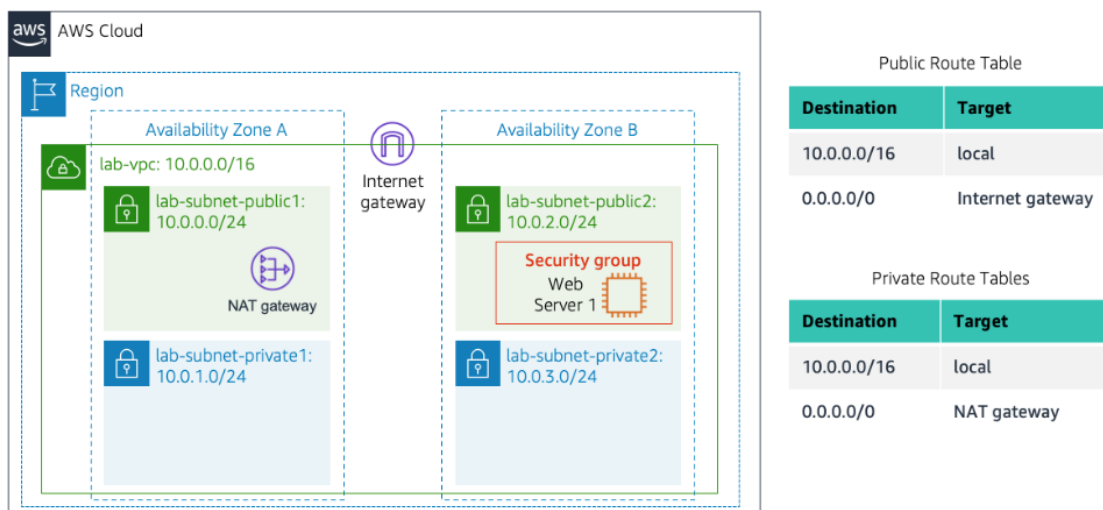 aws
AWS Cloud
Region
Availability Zone A
Availability Zone B
lab-vpc: 10.0.0.0/16
Internet
gateway
lab-subnet-public1:
10.0.0.0/24
NAT gateway
lab-subnet-public2:
10.0.2.0/24
Security group
Web
Server 1
lab-subnet-private1:
10.0.1.0/24
lab-subnet-private2:
10.0.3.0/24
Public Route Table
Destination Target
10.0.0.0/16 local
0.0.0.0/0 Internet gateway
Private Route Tables
Destination Target
10.0.0.0/16 local
0.0.0.0/0 NAT gateway